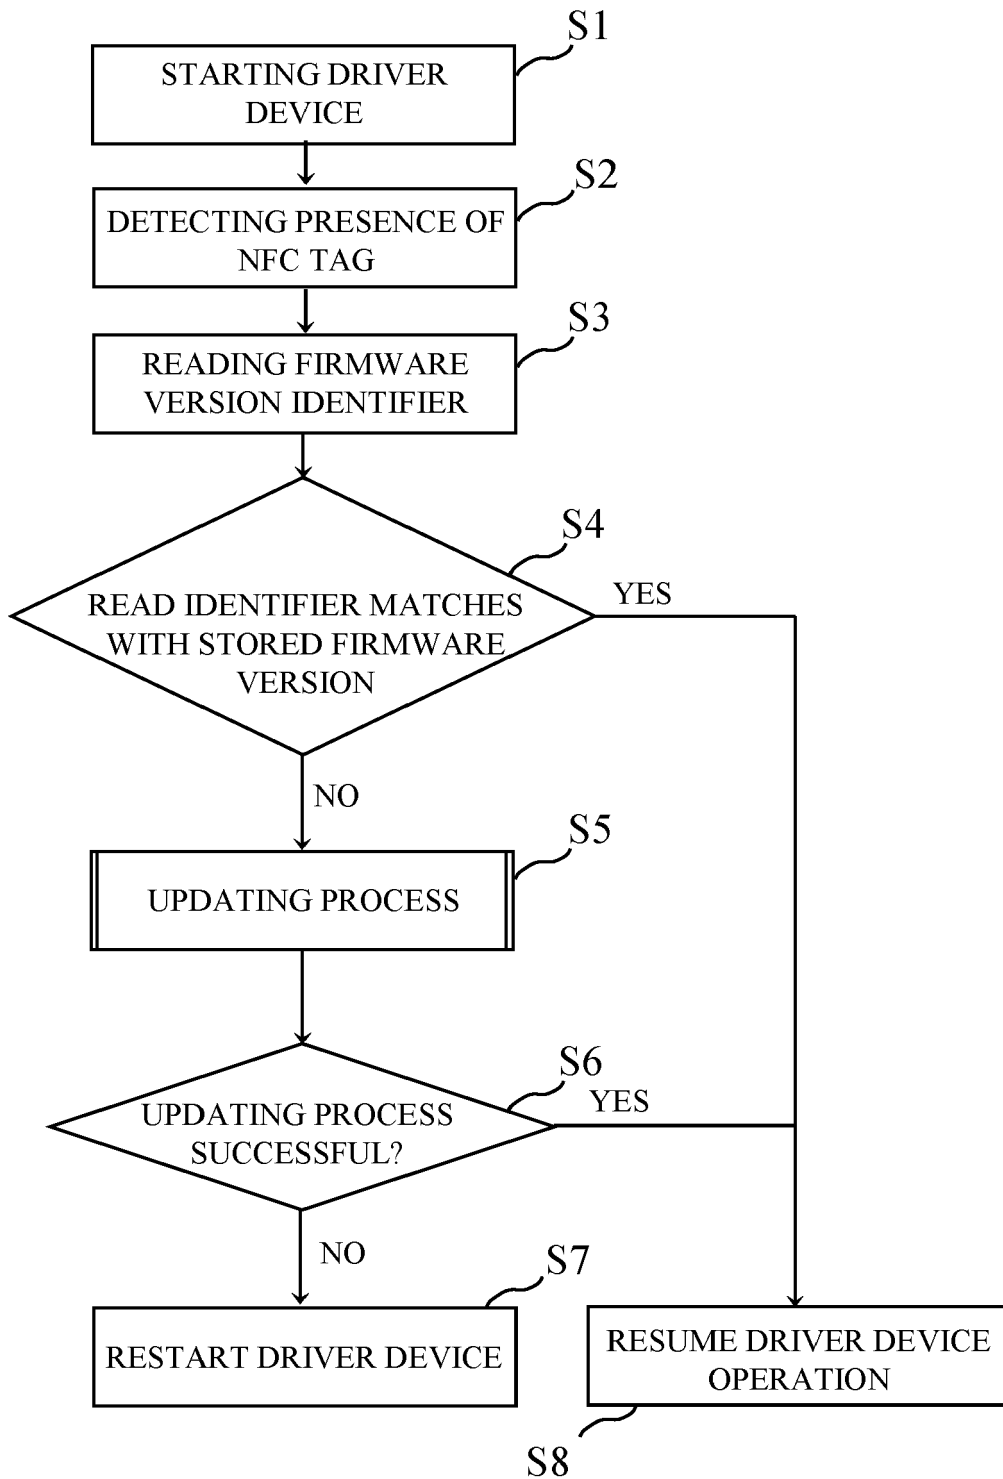 S1
STARTING DRIVER
DEVICE
S2
DETECTING PRESENCE OF
NFC TAG
S3
READING FIRMWARE
VERSION IDENTIFIER
S4
YES
READ IDENTIFIER MATCHES
WITH STORED FIRMWARE
VERSION
NO
S5
UPDATING PROCESS
S6
YES
UPDATING PROCESS
SUCCESSFUL?
NO
S7
RESTART DRIVER DEVICE
RESUME DRIVER DEVICE
OPERATION
S8